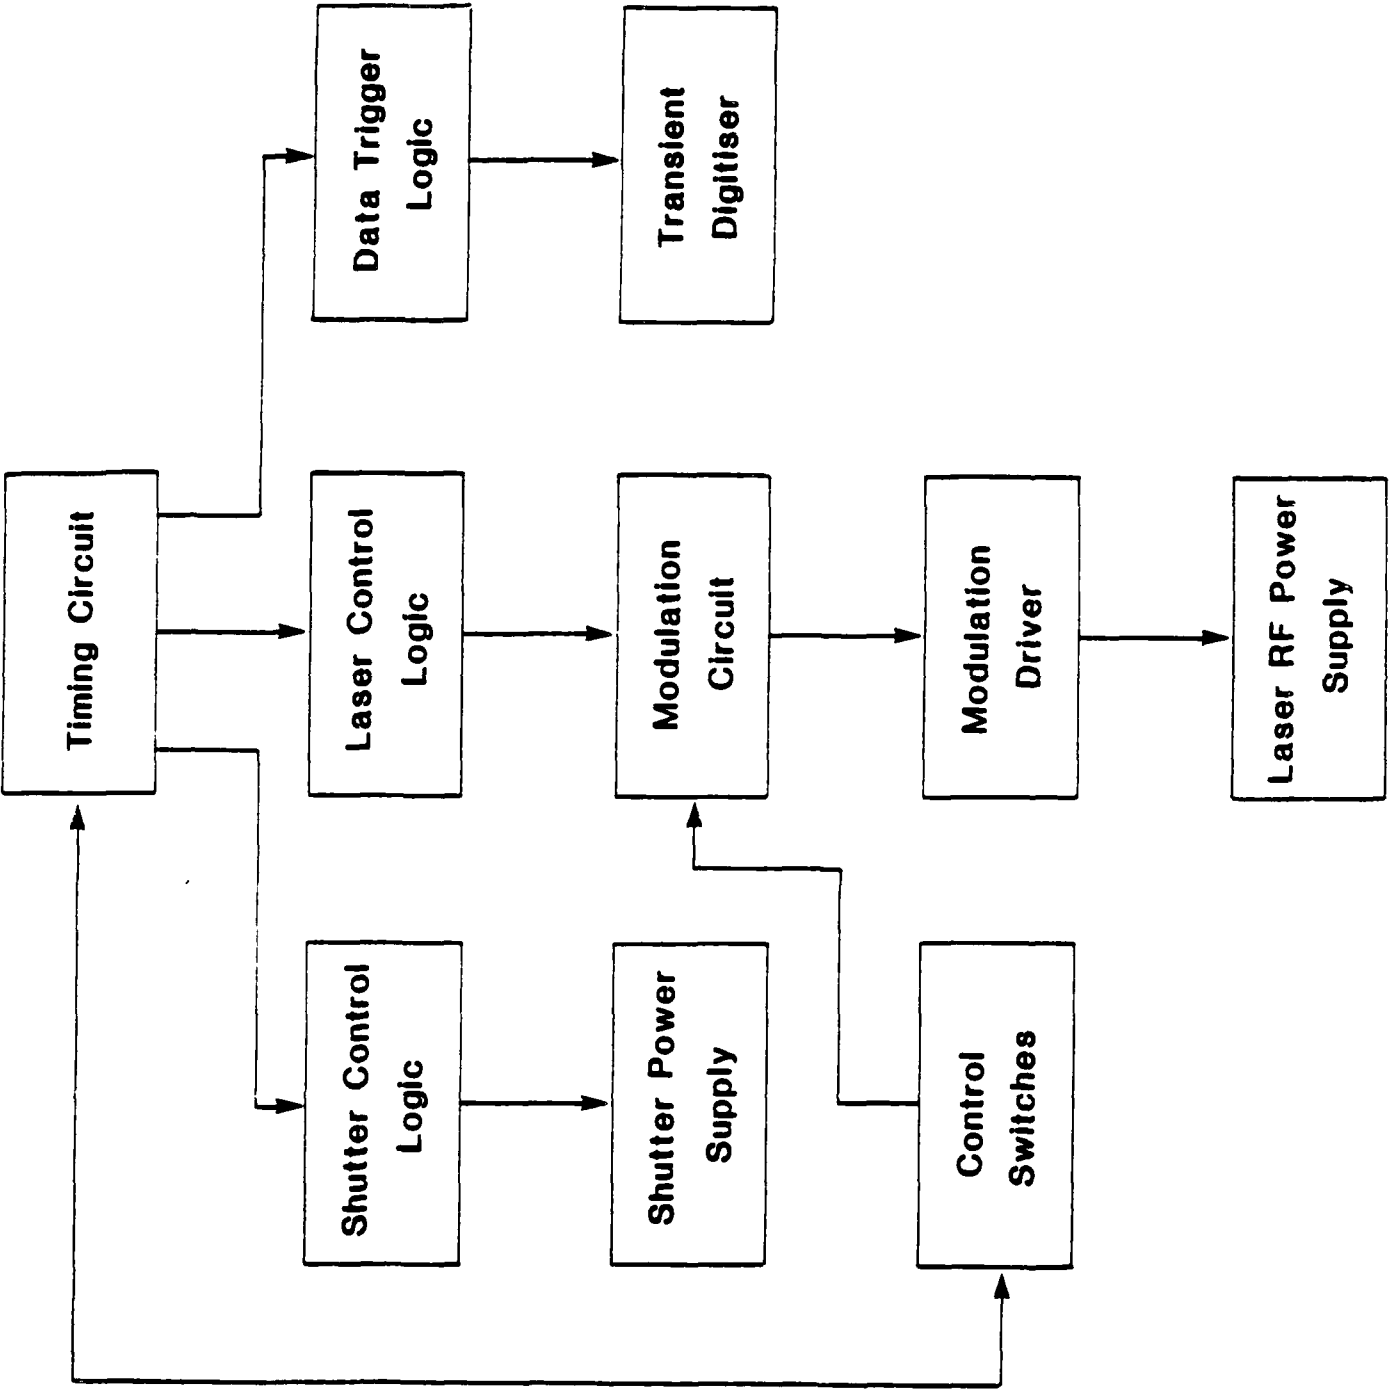 Timing Circuit
Shutter Control
Logic
Laser Control
Logic
Data Trigger
Logic
Shutter Power
Supply
Modulation
Circuit
Transient
Digitiser
Control
Switches
Modulation
Driver
Laser RF Power
Supply